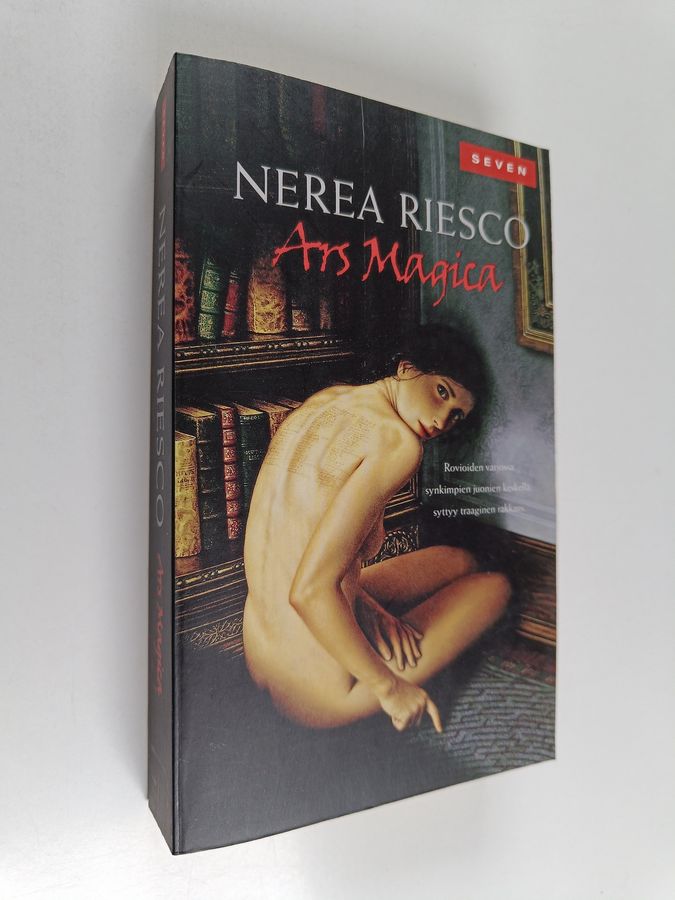 SEVEN
NEREA RIESCO
Ars Magica
Rovioiden varjossa,
synkimpien juonien keskellä
syttyy traaginen rakkaus.
NEREA RIESCO Ars Magica